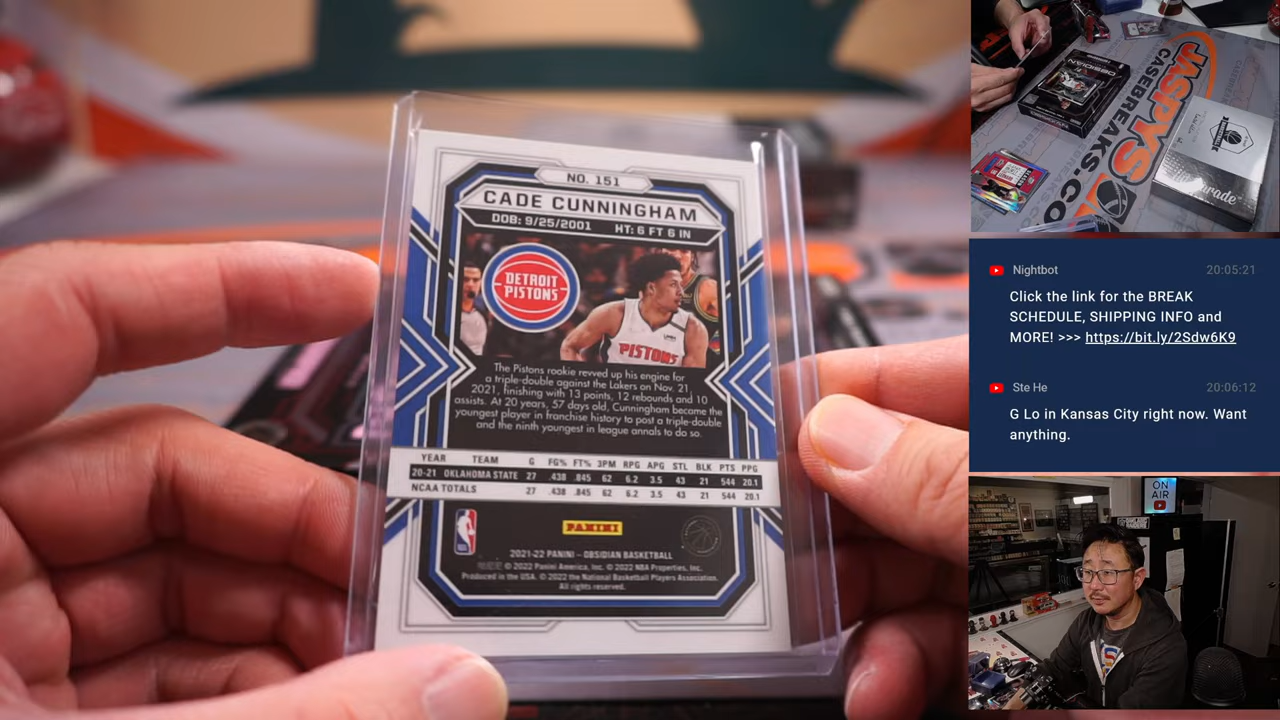 NO. 151
CADE CUNNINGHAM
DOB: 9/25/2001 HT: 6 FT 6 IN
DETROIT
PISTONS
PISTONS
The Pistons rookie revved up his engine for
a triple-double against the Lakers on Nov. 21,
2021, finishing with 13 points, 12 rebounds and 10
assists. At 20 years, 57 days old, Cunningham became the
youngest player in franchise history to post a triple-double
and the ninth youngest in league annals to do so.
YEAR TEAM G FG% FT% 3PM RPG APG STL BLK PTS PPG
20-21 OKLAHOMA STATE 27 .438 .845 62 6.2 3.5 43 21 544 20.1
NCAA TOTALS 27 .438 .845 62 6.2 3.5 43 21 544 20.1
PANINI
2021-22 PANINI – OBSIDIAN BASKETBALL
© 2022 Panini America, Inc. © 2022 NBA Properties, Inc.
Produced in the USA. © 2022 the National Basketball Players Association.
All rights reserved.
OBSIDIAN
JASPYS
CASEBREAKS.CO
Nightbot 20:05:21
Click the link for the BREAK
SCHEDULE, SHIPPING INFO and
MORE! >>> https://bit.ly/2Sdw6K9
Ste He 20:06:12
G Lo in Kansas City right now. Want
anything.
ON
AIR